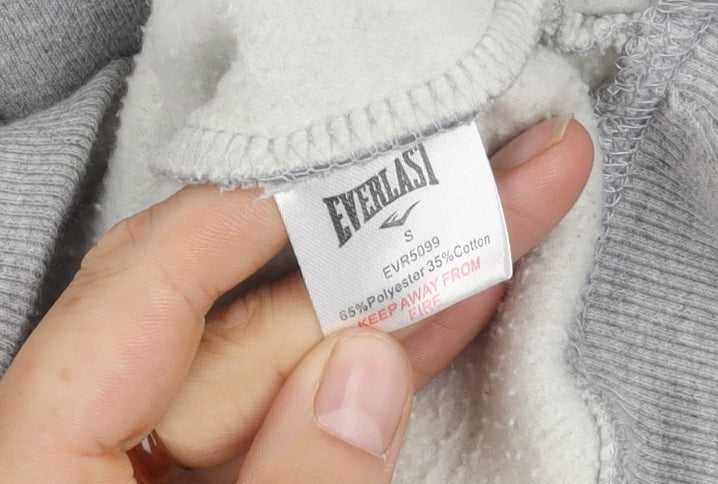 EVERLAST
S
EVR5099
65%Polyester 35%Cotton
KEEP AWAY FROM
FIRE